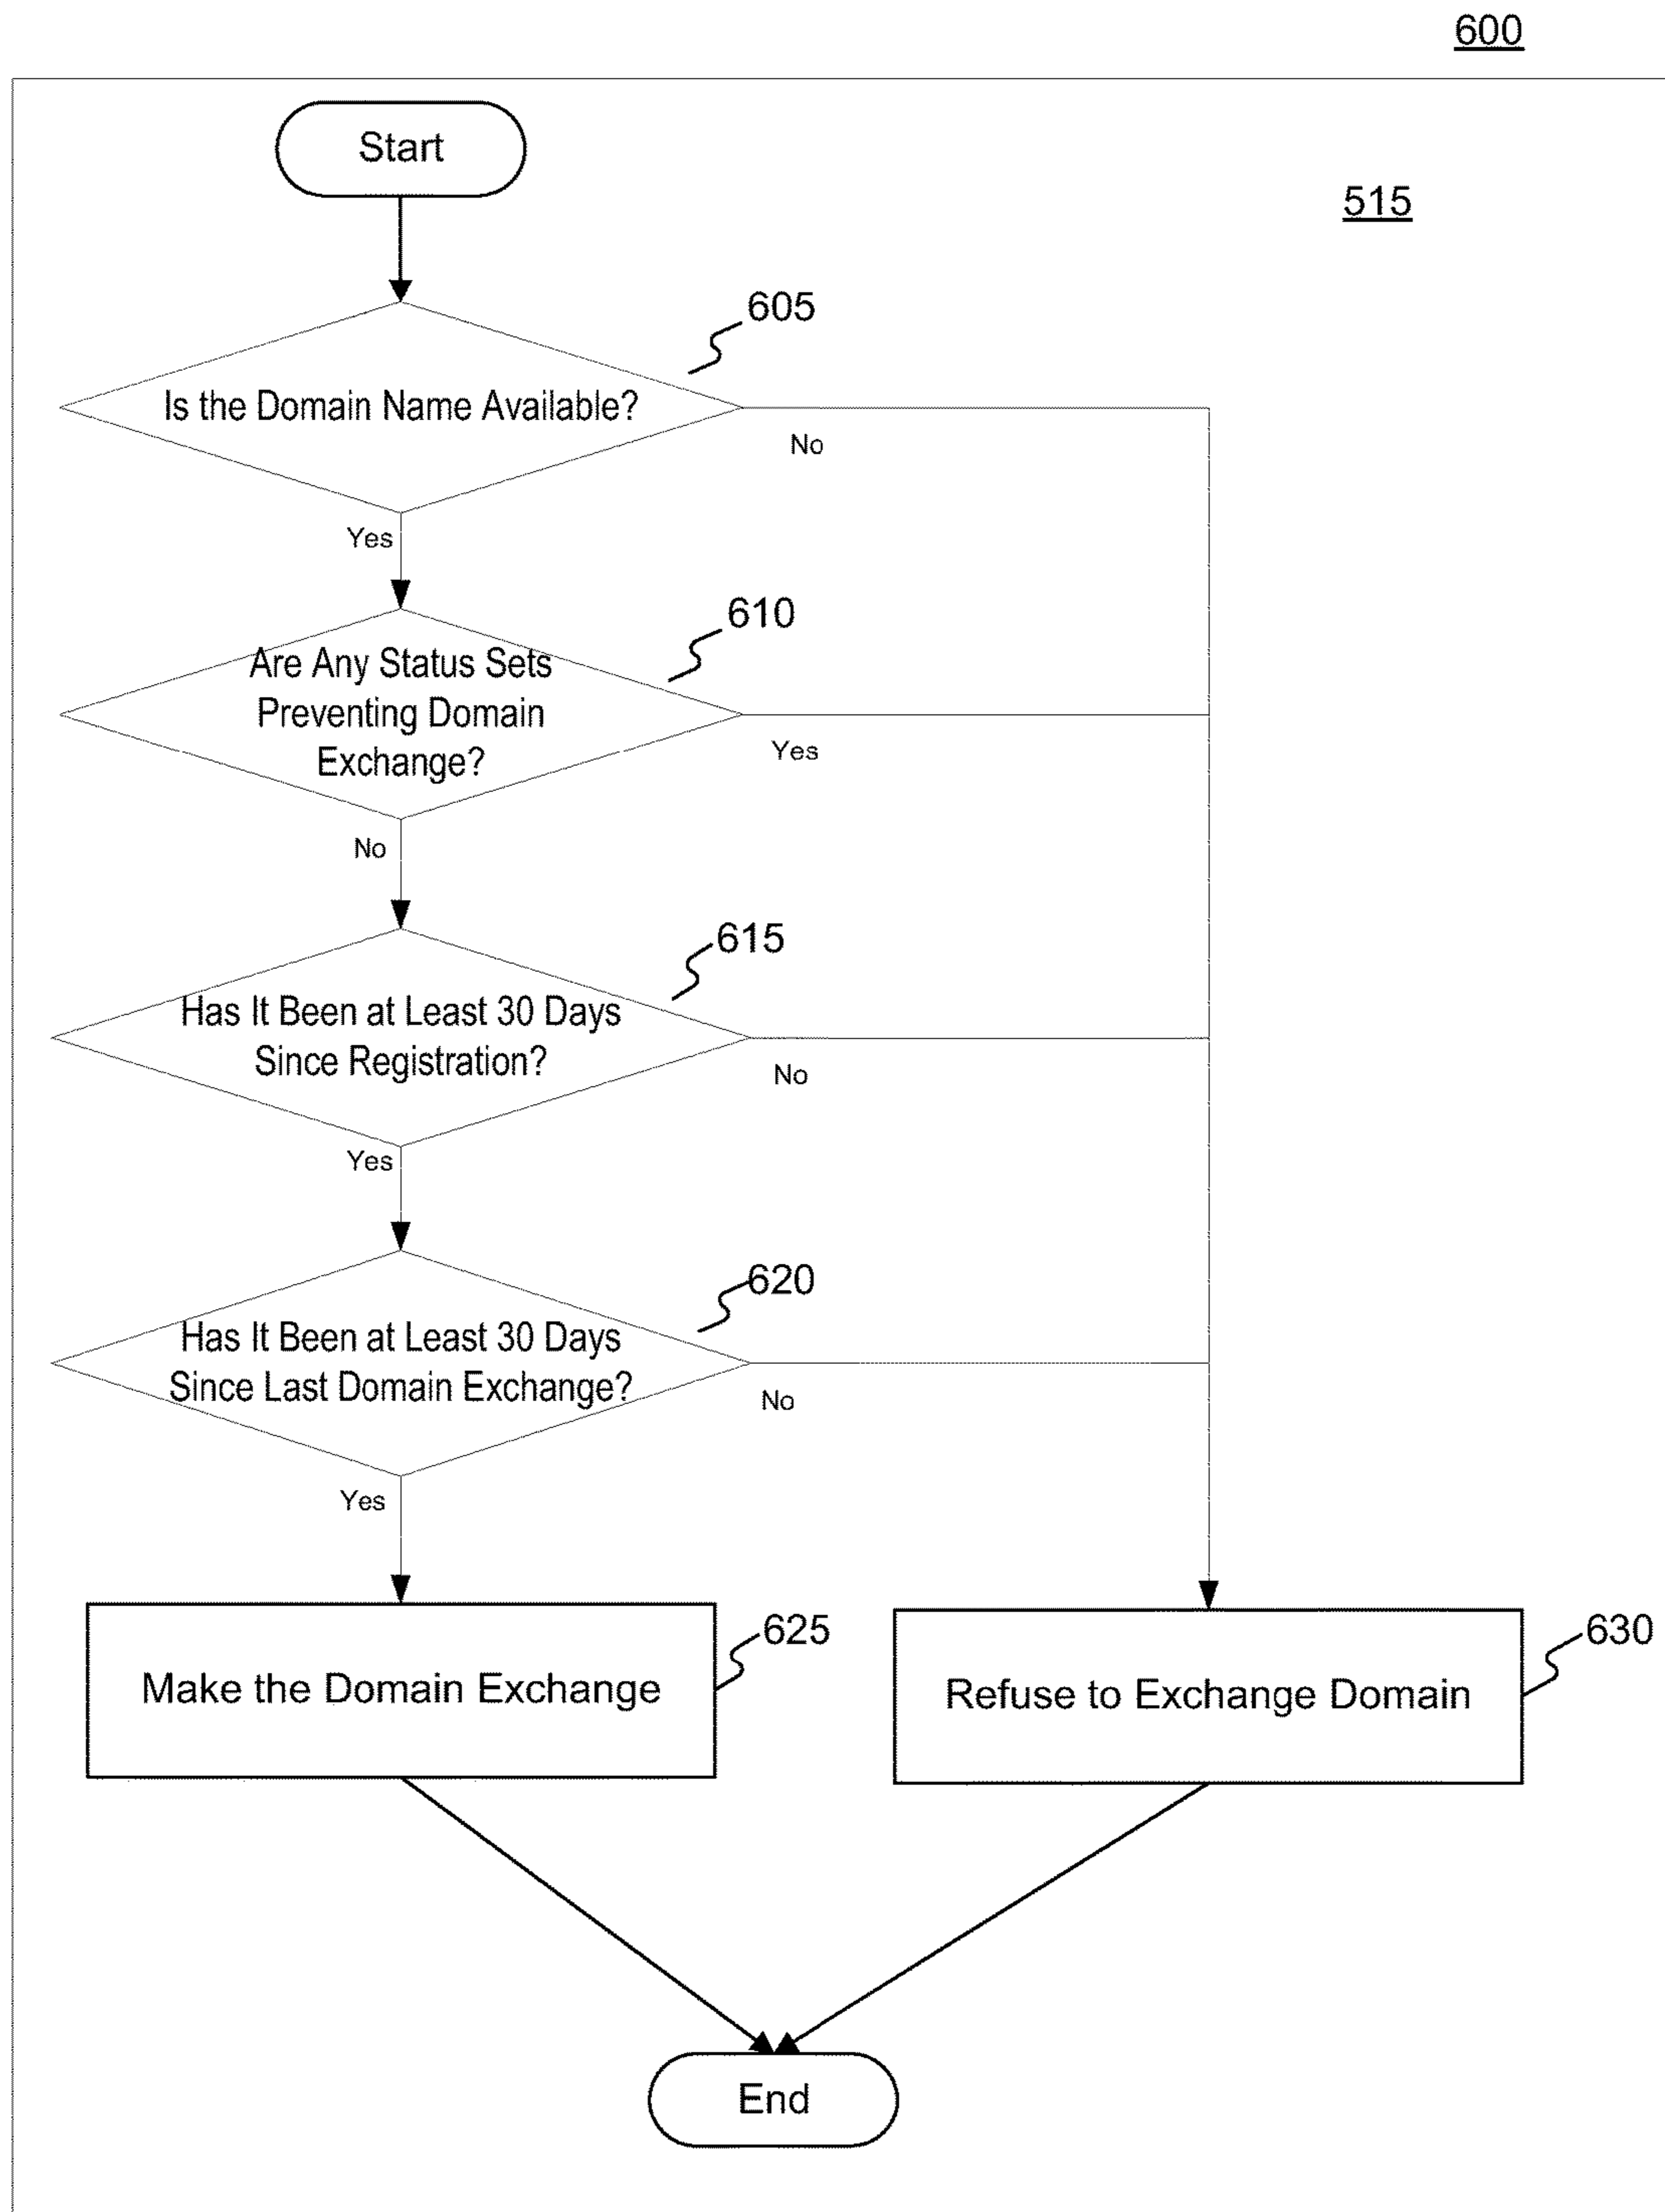 600
Start
515
605
Is the Domain Name Available?
No
Yes
610
Are Any Status Sets
Preventing Domain
Exchange?
Yes
No
615
Has It Been at Least 30 Days
Since Registration?
No
Yes
620
Has It Been at Least 30 Days
Since Last Domain Exchange?
No
Yes
625
Make the Domain Exchange
630
Refuse to Exchange Domain
End